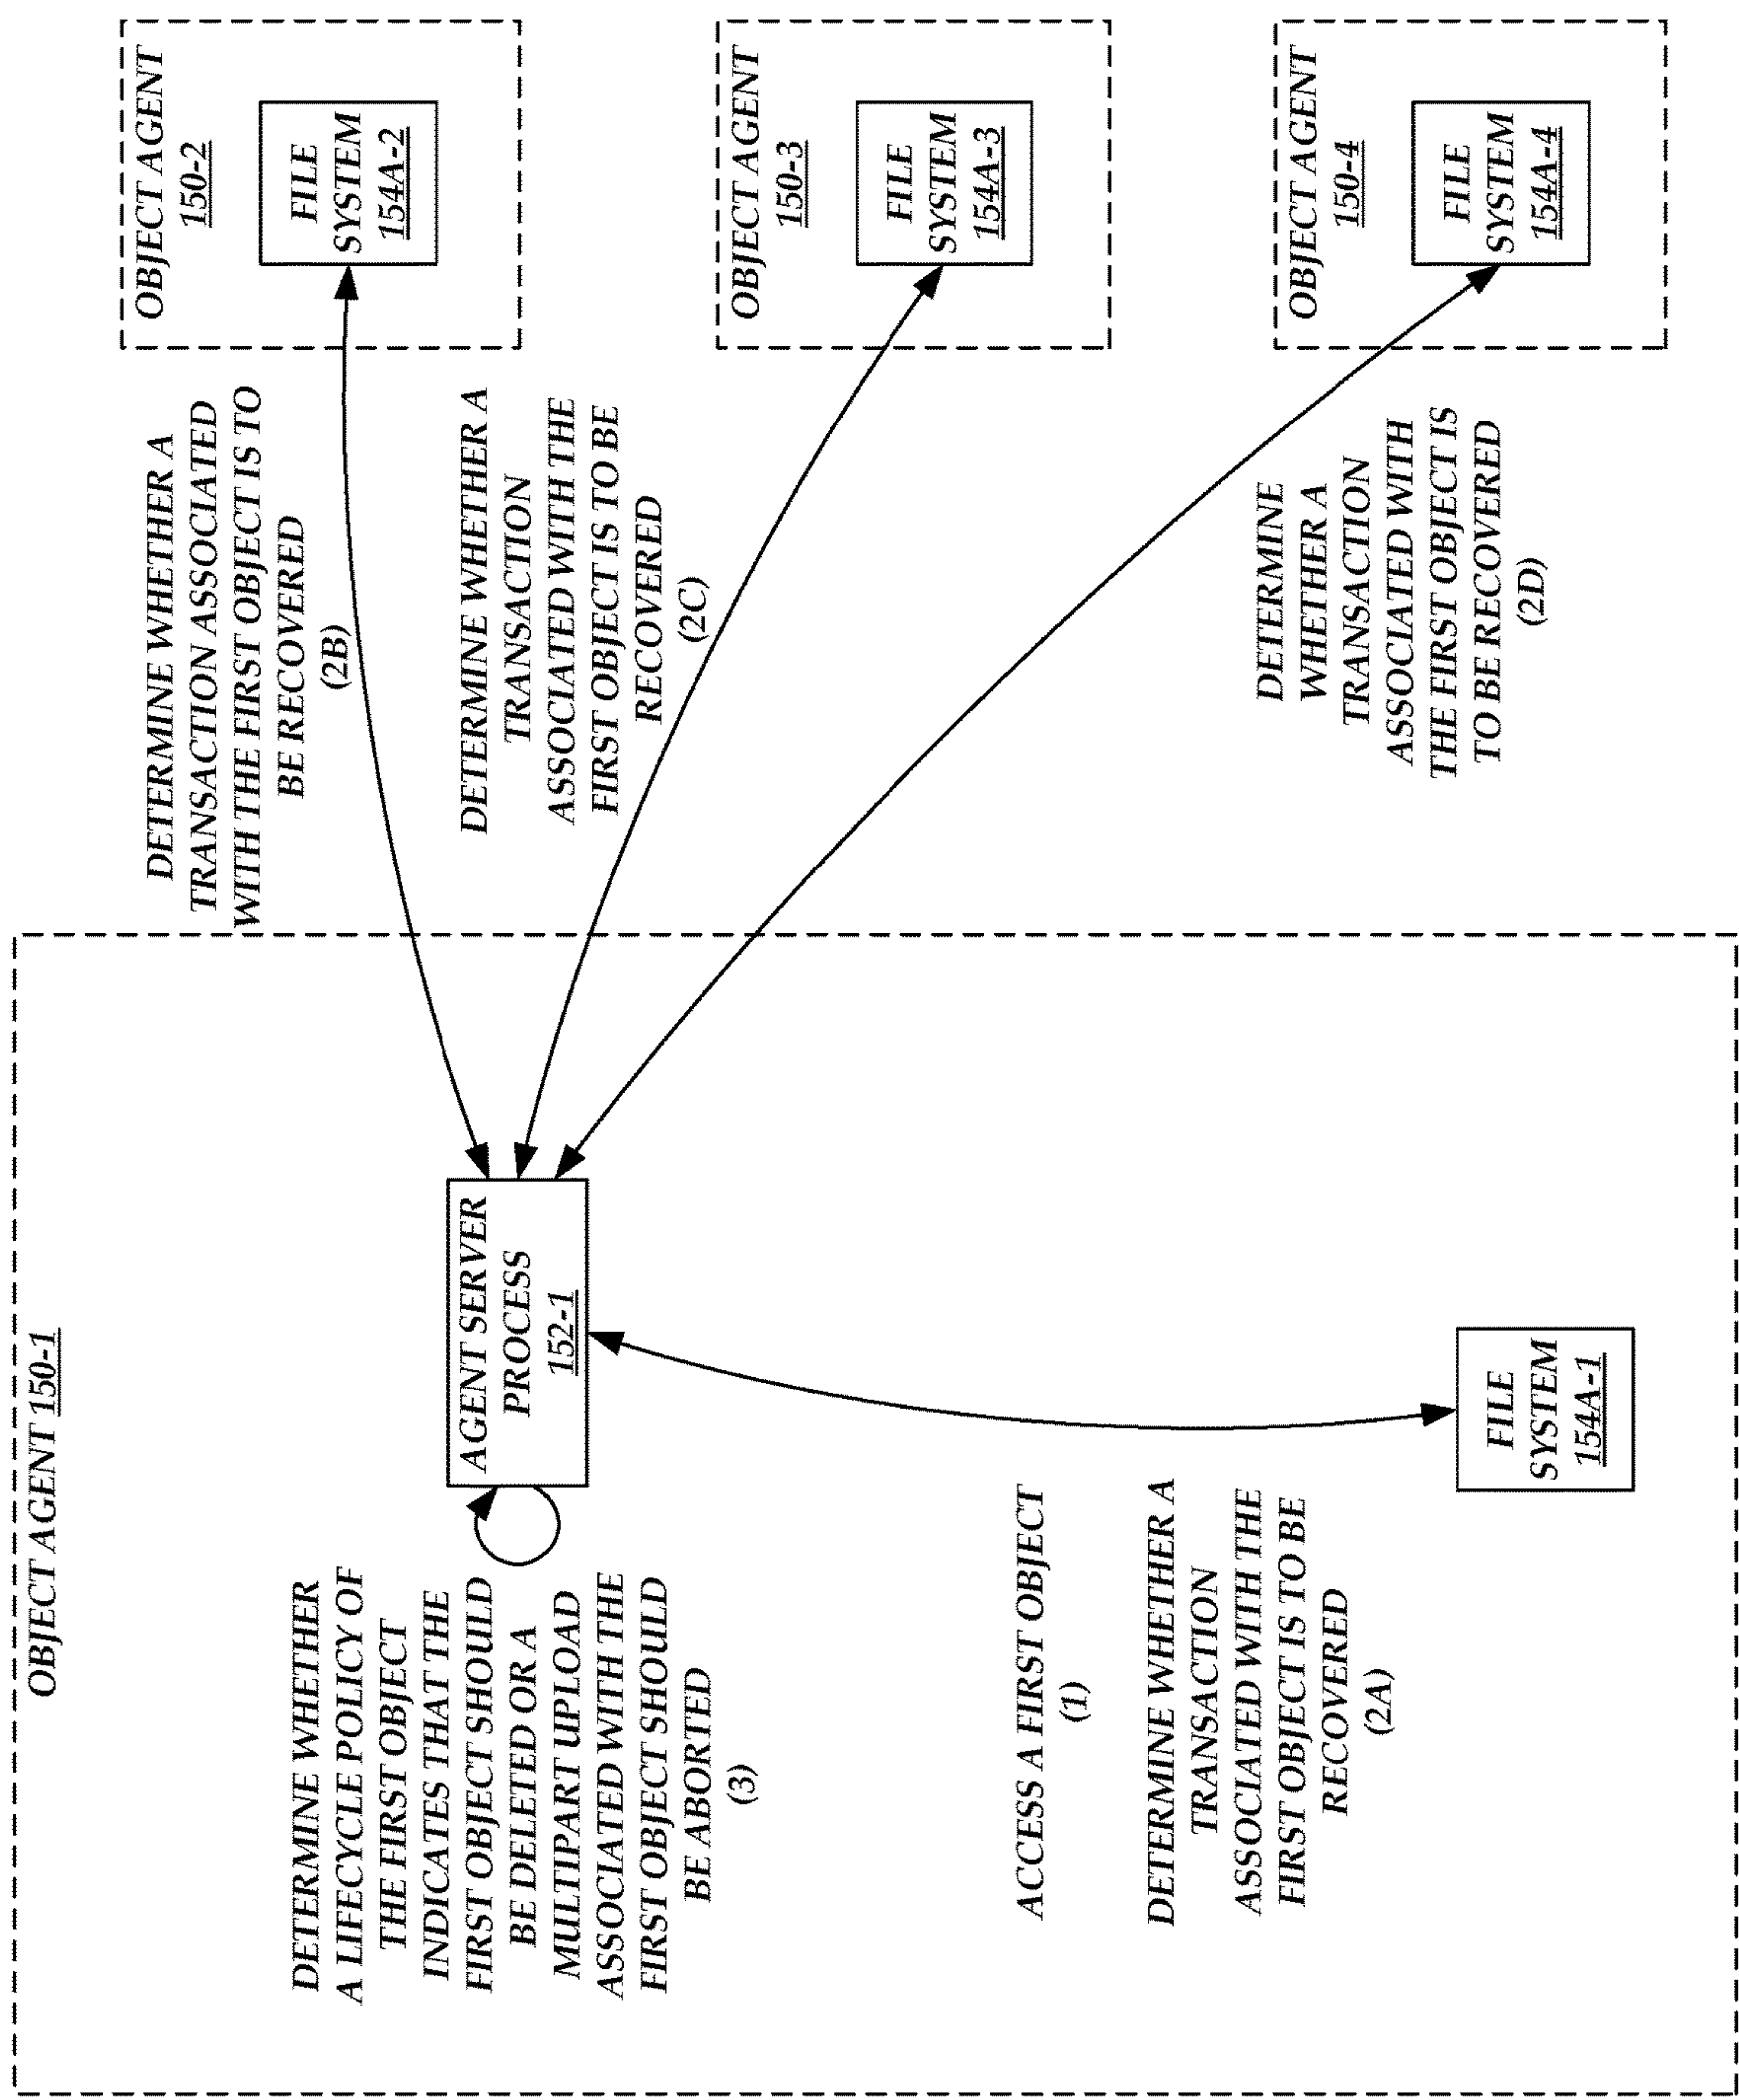 OBJECT AGENT 150-1
DETERMINE WHETHER
A LIFECYCLE POLICY OF
THE FIRST OBJECT
INDICATES THAT THE
FIRST OBJECT SHOULD
BE DELETED OR A
MULTIPART UPLOAD
ASSOCIATED WITH THE
FIRST OBJECT SHOULD
BE ABORTED
(3)
AGENT SERVER
PROCESS
152-1
ACCESS A FIRST OBJECT
(1)
DETERMINE WHETHER A
TRANSACTION
ASSOCIATED WITH THE
FIRST OBJECT IS TO BE
RECOVERED
(2A)
FILE
SYSTEM
154A-1
DETERMINE WHETHER A
TRANSACTION ASSOCIATED
WITH THE FIRST OBJECT IS TO
BE RECOVERED
(2B)
OBJECT AGENT
150-2
FILE
SYSTEM
154A-2
DETERMINE WHETHER A
TRANSACTION
ASSOCIATED WITH THE
FIRST OBJECT IS TO BE
RECOVERED
(2C)
OBJECT AGENT
150-3
FILE
SYSTEM
154A-3
DETERMINE
WHETHER A
TRANSACTION
ASSOCIATED WITH
THE FIRST OBJECT IS
TO BE RECOVERED
(2D)
OBJECT AGENT
150-4
FILE
SYSTEM
154A-4